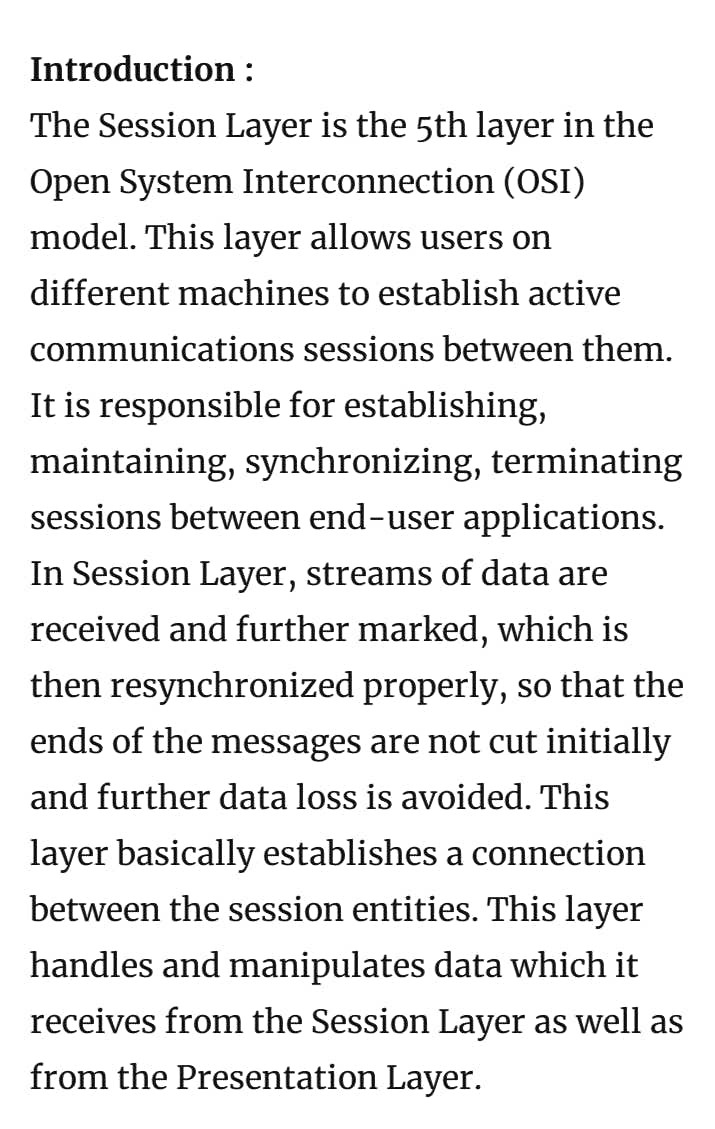 Introduction :
The Session Layer is the 5th layer in the
Open System Interconnection (OSI)
model. This layer allows users on
different machines to establish active
communications sessions between them.
It is responsible for establishing,
maintaining, synchronizing, terminating
sessions between end-user applications.
In Session Layer, streams of data are
received and further marked, which is
then resynchronized properly, so that the
ends of the messages are not cut initially
and further data loss is avoided. This
layer basically establishes a connection
between the session entities. This layer
handles and manipulates data which it
receives from the Session Layer as well as
from the Presentation Layer.